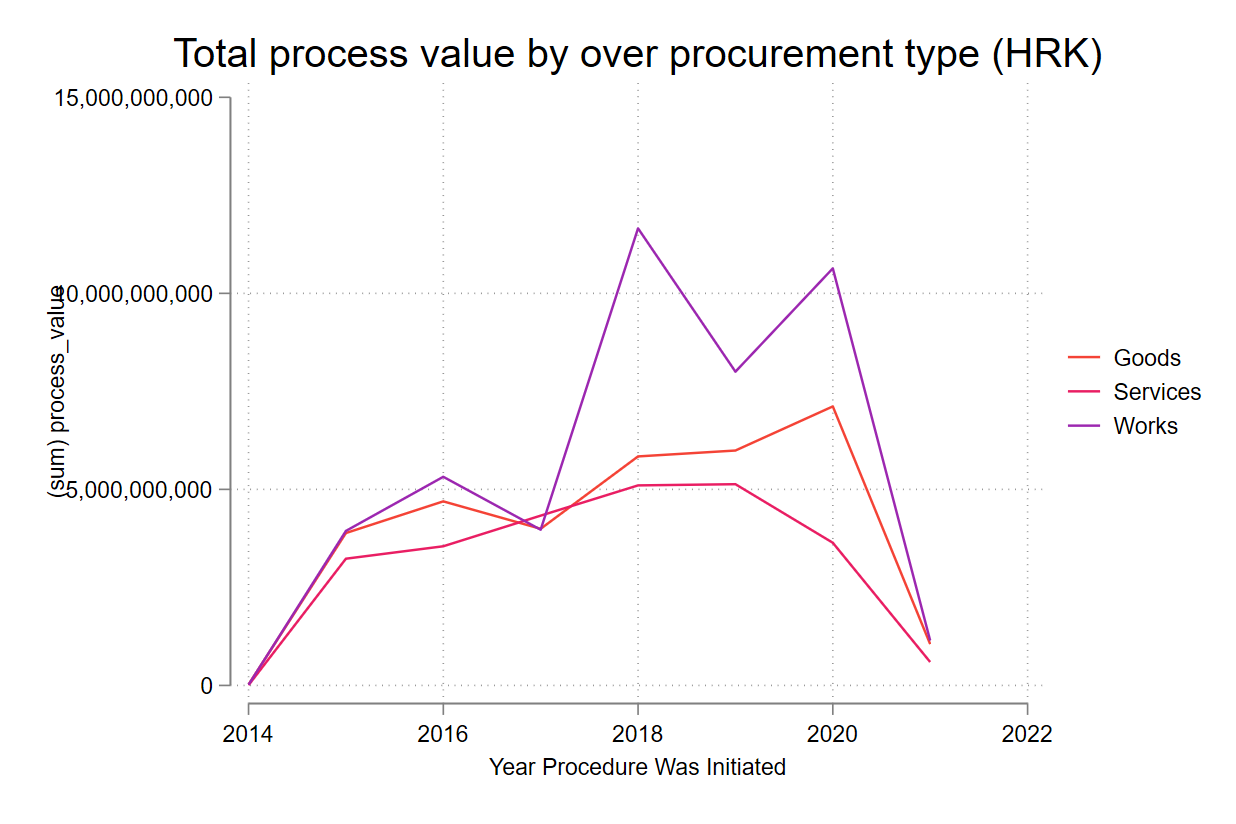 Total process value by over procurement type (HRK)
15,000,000,000
10,000,000,000
5,000,000,000
0
(sum) process_value
2014 2016 2018 2020 2022
Year Procedure Was Initiated
Goods
Services
Works